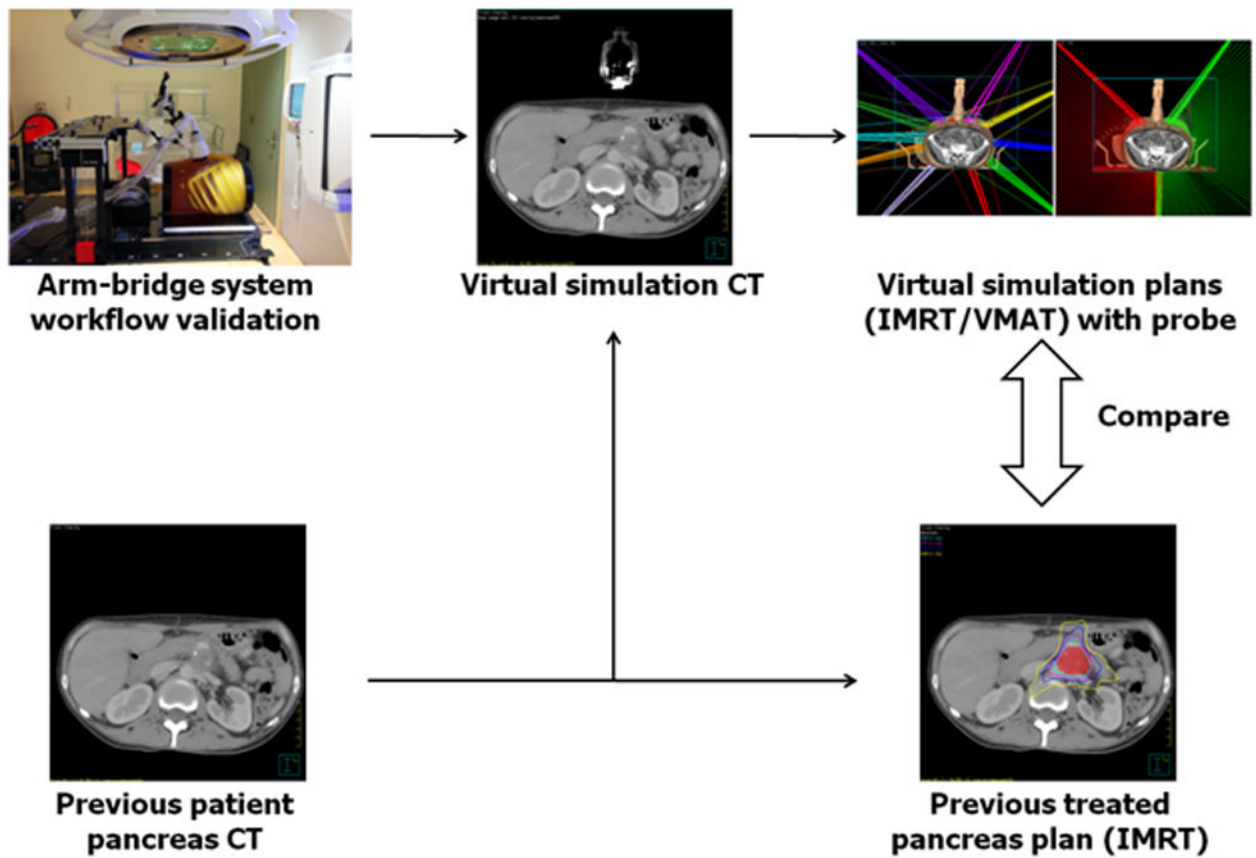 Arm-bridge system
workflow validation
Virtual simulation CT
Virtual simulation plans
(IMRT/VMAT) with probe
Compare
Previous patient
pancreas CT
Previous treated
pancreas plan (IMRT)